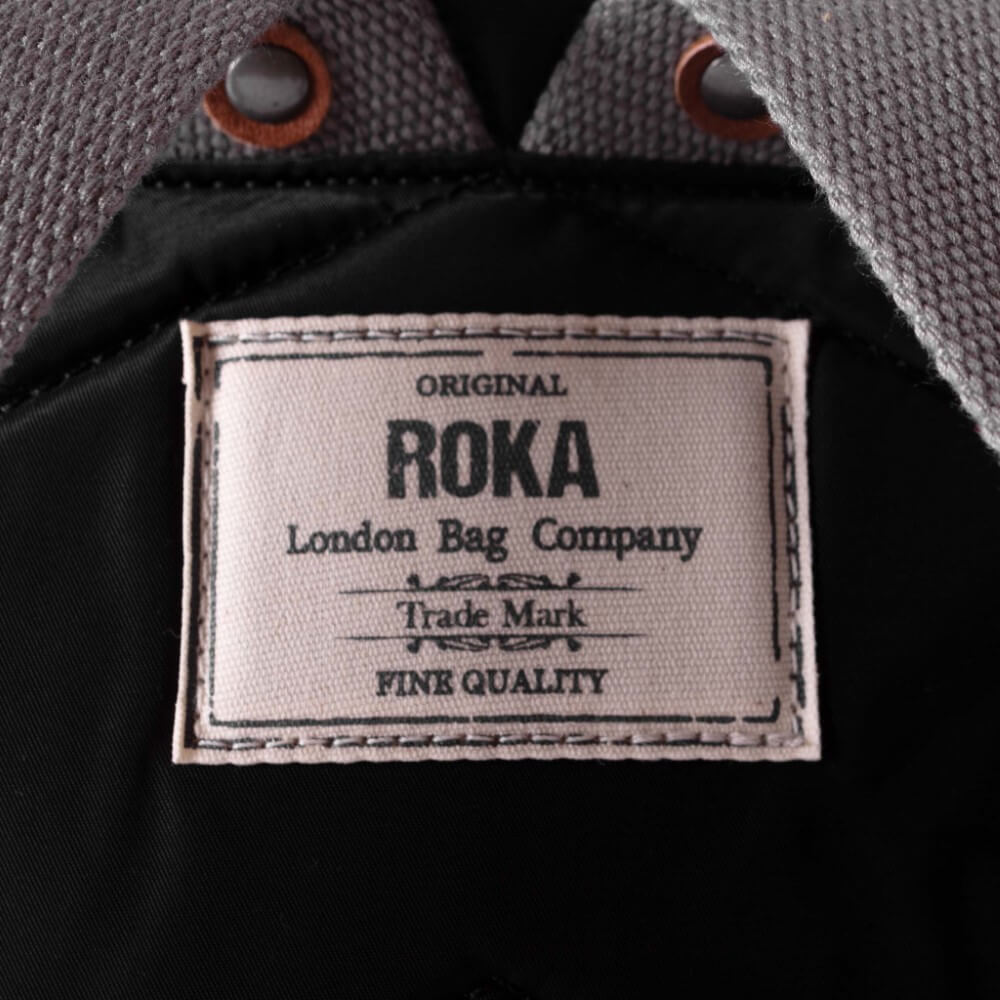 ORIGINAL
ROKA
London Bag Company
Trade Mark
FINE QUALITY